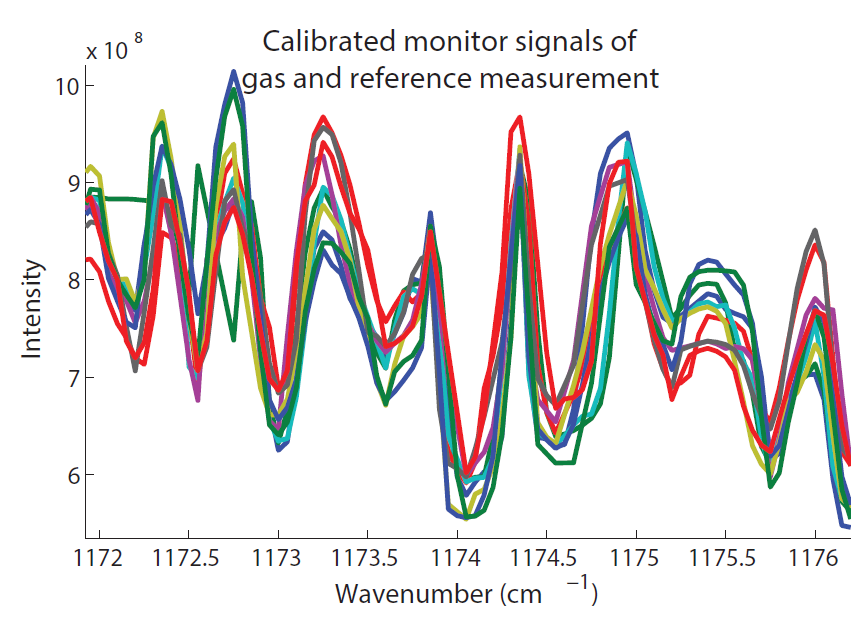 x 10 8
Calibrated monitor signals of
gas and reference measurement
10
9
8
7
6
Intensity
1172 1172.5 1173 1173.5 1174 1174.5 1175 1175.5 1176
Wavenumber (cm −1)